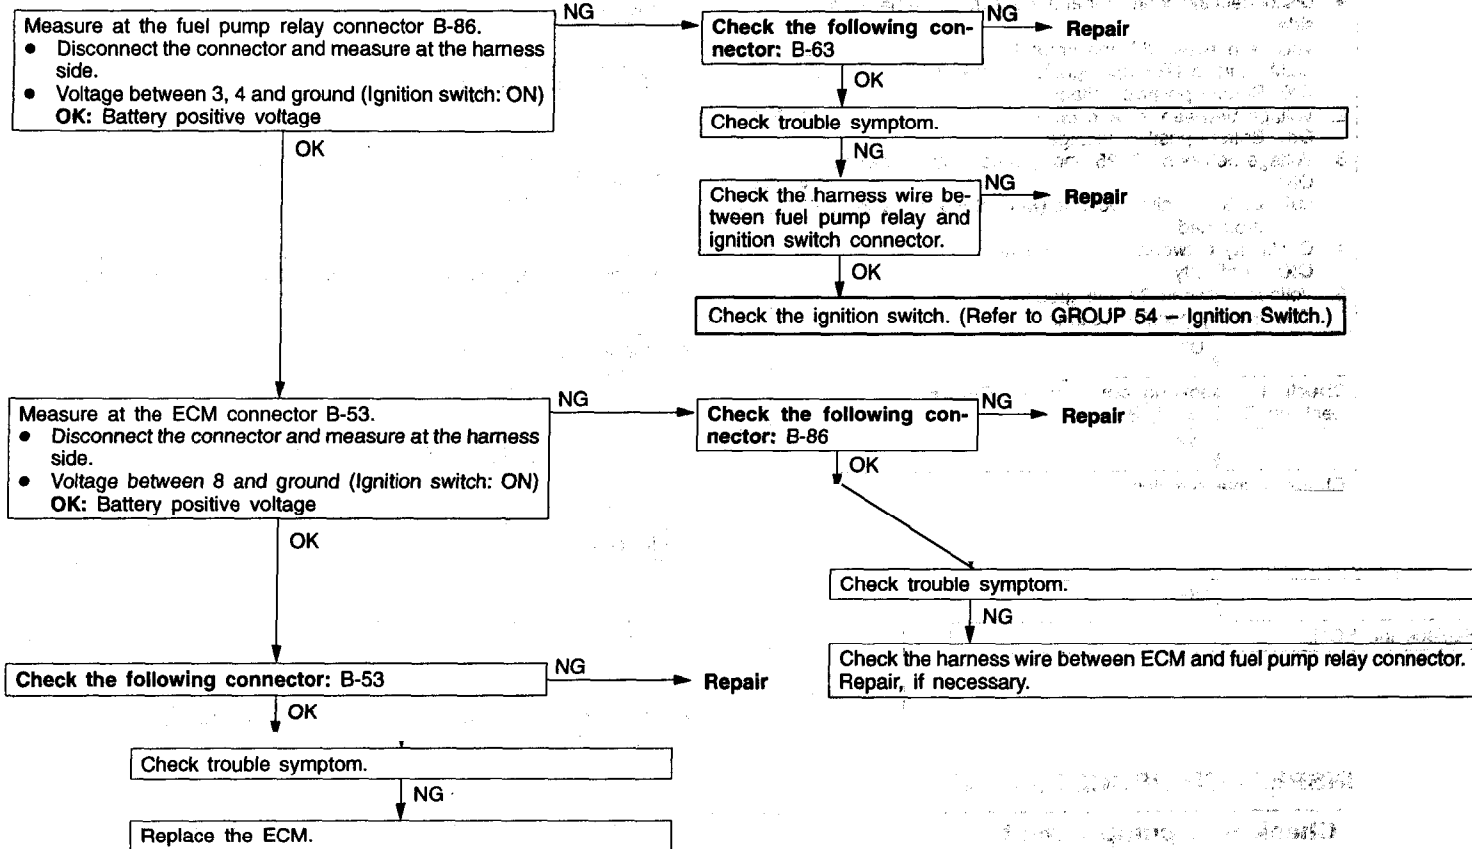 Measure at the fuel pump relay connector B-86.
● Disconnect the connector and measure at the harness
side.
● Voltage between 3, 4 and ground (Ignition switch: ON)
OK: Battery positive voltage
NG
Check the following con-
nector: B-63
NG
Repair
OK
Check trouble symptom.
NG
Check the harness wire be-
tween fuel pump relay and
ignition switch connector.
NG
Repair
OK
Check the ignition switch. (Refer to GROUP 54 – Ignition Switch.)
OK
Measure at the ECM connector B-53.
● Disconnect the connector and measure at the harness
side.
● Voltage between 8 and ground (Ignition switch: ON)
OK: Battery positive voltage
NG
Check the following con-
nector: B-86
NG
Repair
OK
Check trouble symptom.
NG
Check the harness wire between ECM and fuel pump relay connector.
Repair, if necessary.
OK
Check the following connector: B-53
NG
Repair
OK
Check trouble symptom.
NG
Replace the ECM.